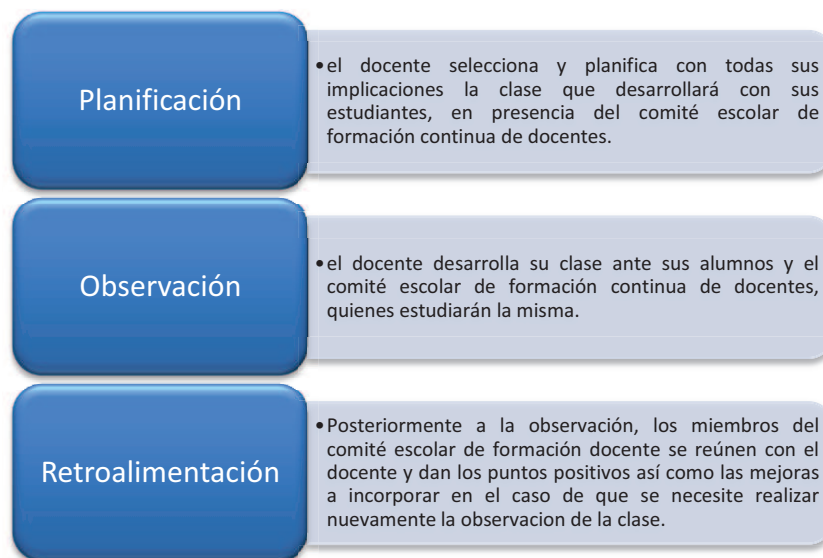 Planificación
•el docente selecciona y planifica con todas sus
implicaciones la clase que desarrollará con sus
estudiantes, en presencia del comité escolar de
formación continua de docentes.
Observación
•el docente desarrolla su clase ante sus alumnos y el
comité escolar de formación continua de docentes,
quienes estudiarán la misma.
Retroalimentación
•Posteriormente a la observación, los miembros del
comité escolar de formación docente se reúnen con el
docente y dan los puntos positivos así como las mejoras
a incorporar en el caso de que se necesite realizar
nuevamente la observacion de la clase.